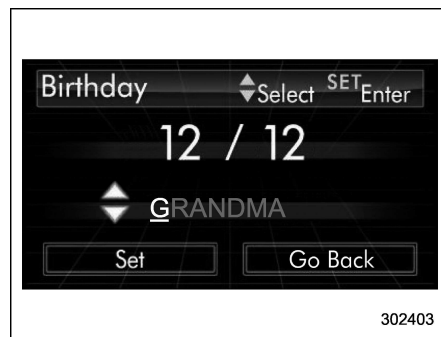 Birthday Select SET Enter
12 / 12
GRANDMA
Set Go Back
302403